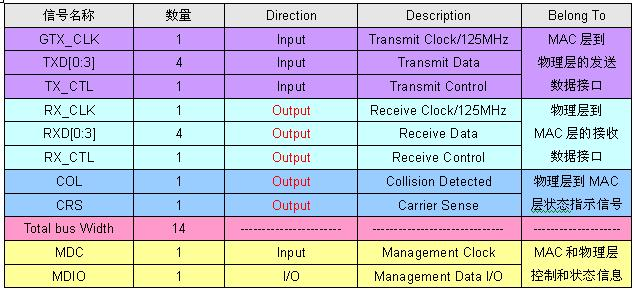 信号名称 数量 Direction Description Belong To
GTX_CLK 1 Input Transmit Clock/125MHz MAC 层到
TXD[0:3] 4 Input Transmit Data 物理层的发送
TX_CTL 1 Input Transmit Control 数据接口
RX_CLK 1 Output Receive Clock/125MHz 物理层到
RXD[0:3] 4 Output Receive Data MAC 层的接收
RX_CTL 1 Output Receive Control 数据接口
COL 1 Output Collision Detected 物理层到 MAC
CRS 1 Output Carrier Sense 层状态指示信号
Total bus Width 14 ---------------------- --------------------------- -------------------
MDC 1 Input Management Clock MAC 和物理层
MDIO 1 I/O Management Data I/O 控制和状态信息